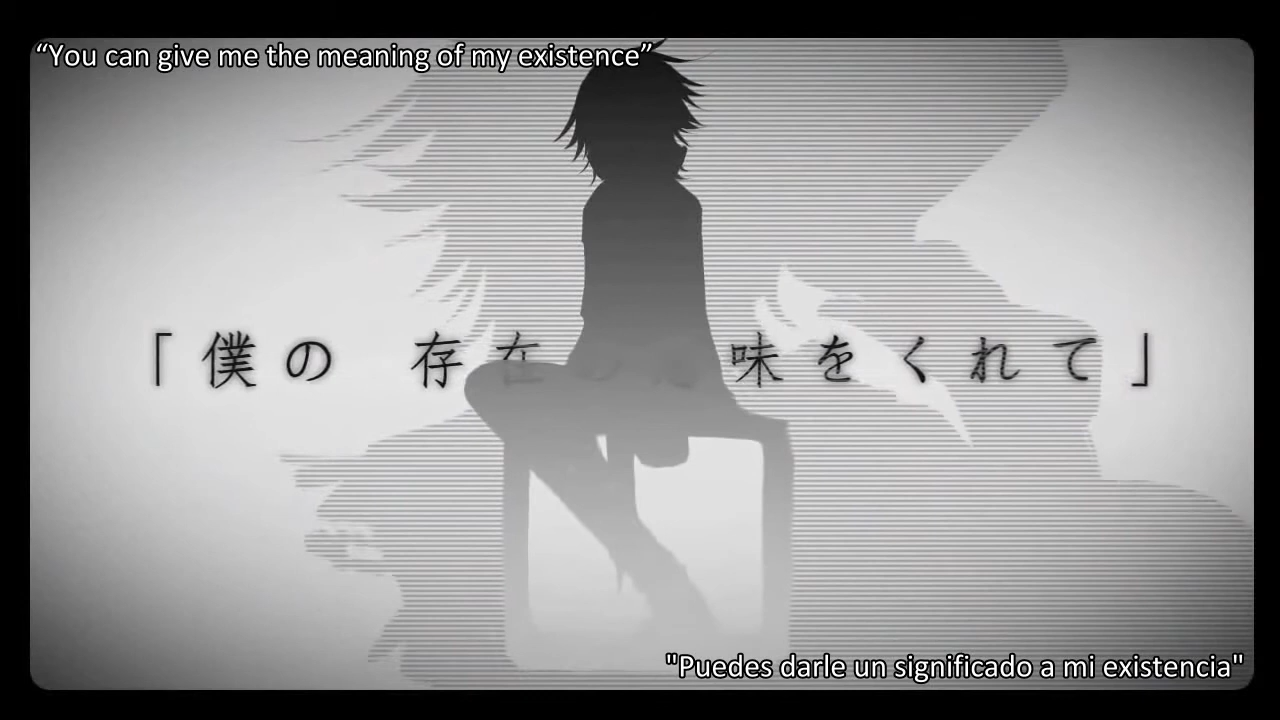 “You can give me the meaning of my existence”
「僕の 存在 味をくれて」
"Puedes darle un significado a mi existencia"